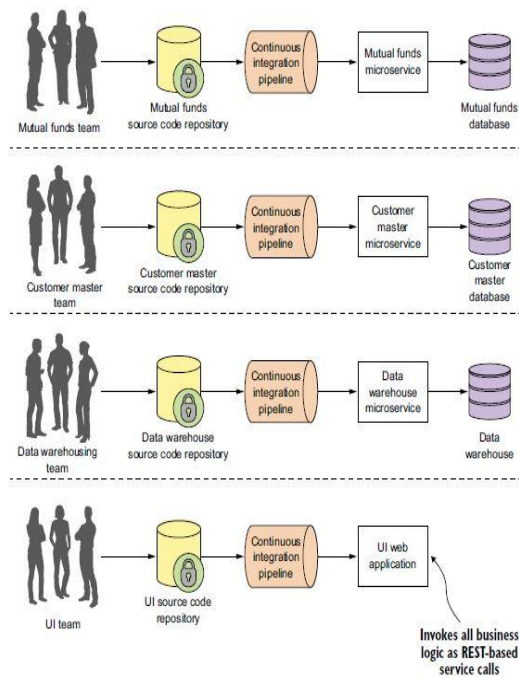 Continuous
integration
pipeline
Mutual funds
microservice
Mutual funds team
Mutual funds
source code repository
Mutual funds
database
Continuous
integration
pipeline
Customer
master
microservice
Customer master
team
Customer master
source code repository
Customer
master
database
Continuous
integration
pipeline
Data
warehouse
microservice
Data warehousing
team
Data warehouse
source code repository
Data
warehouse
Continuous
integration
pipeline
UI web
application
UI team
UI source code
repository
Invokes all business
logic as REST-based
service calls